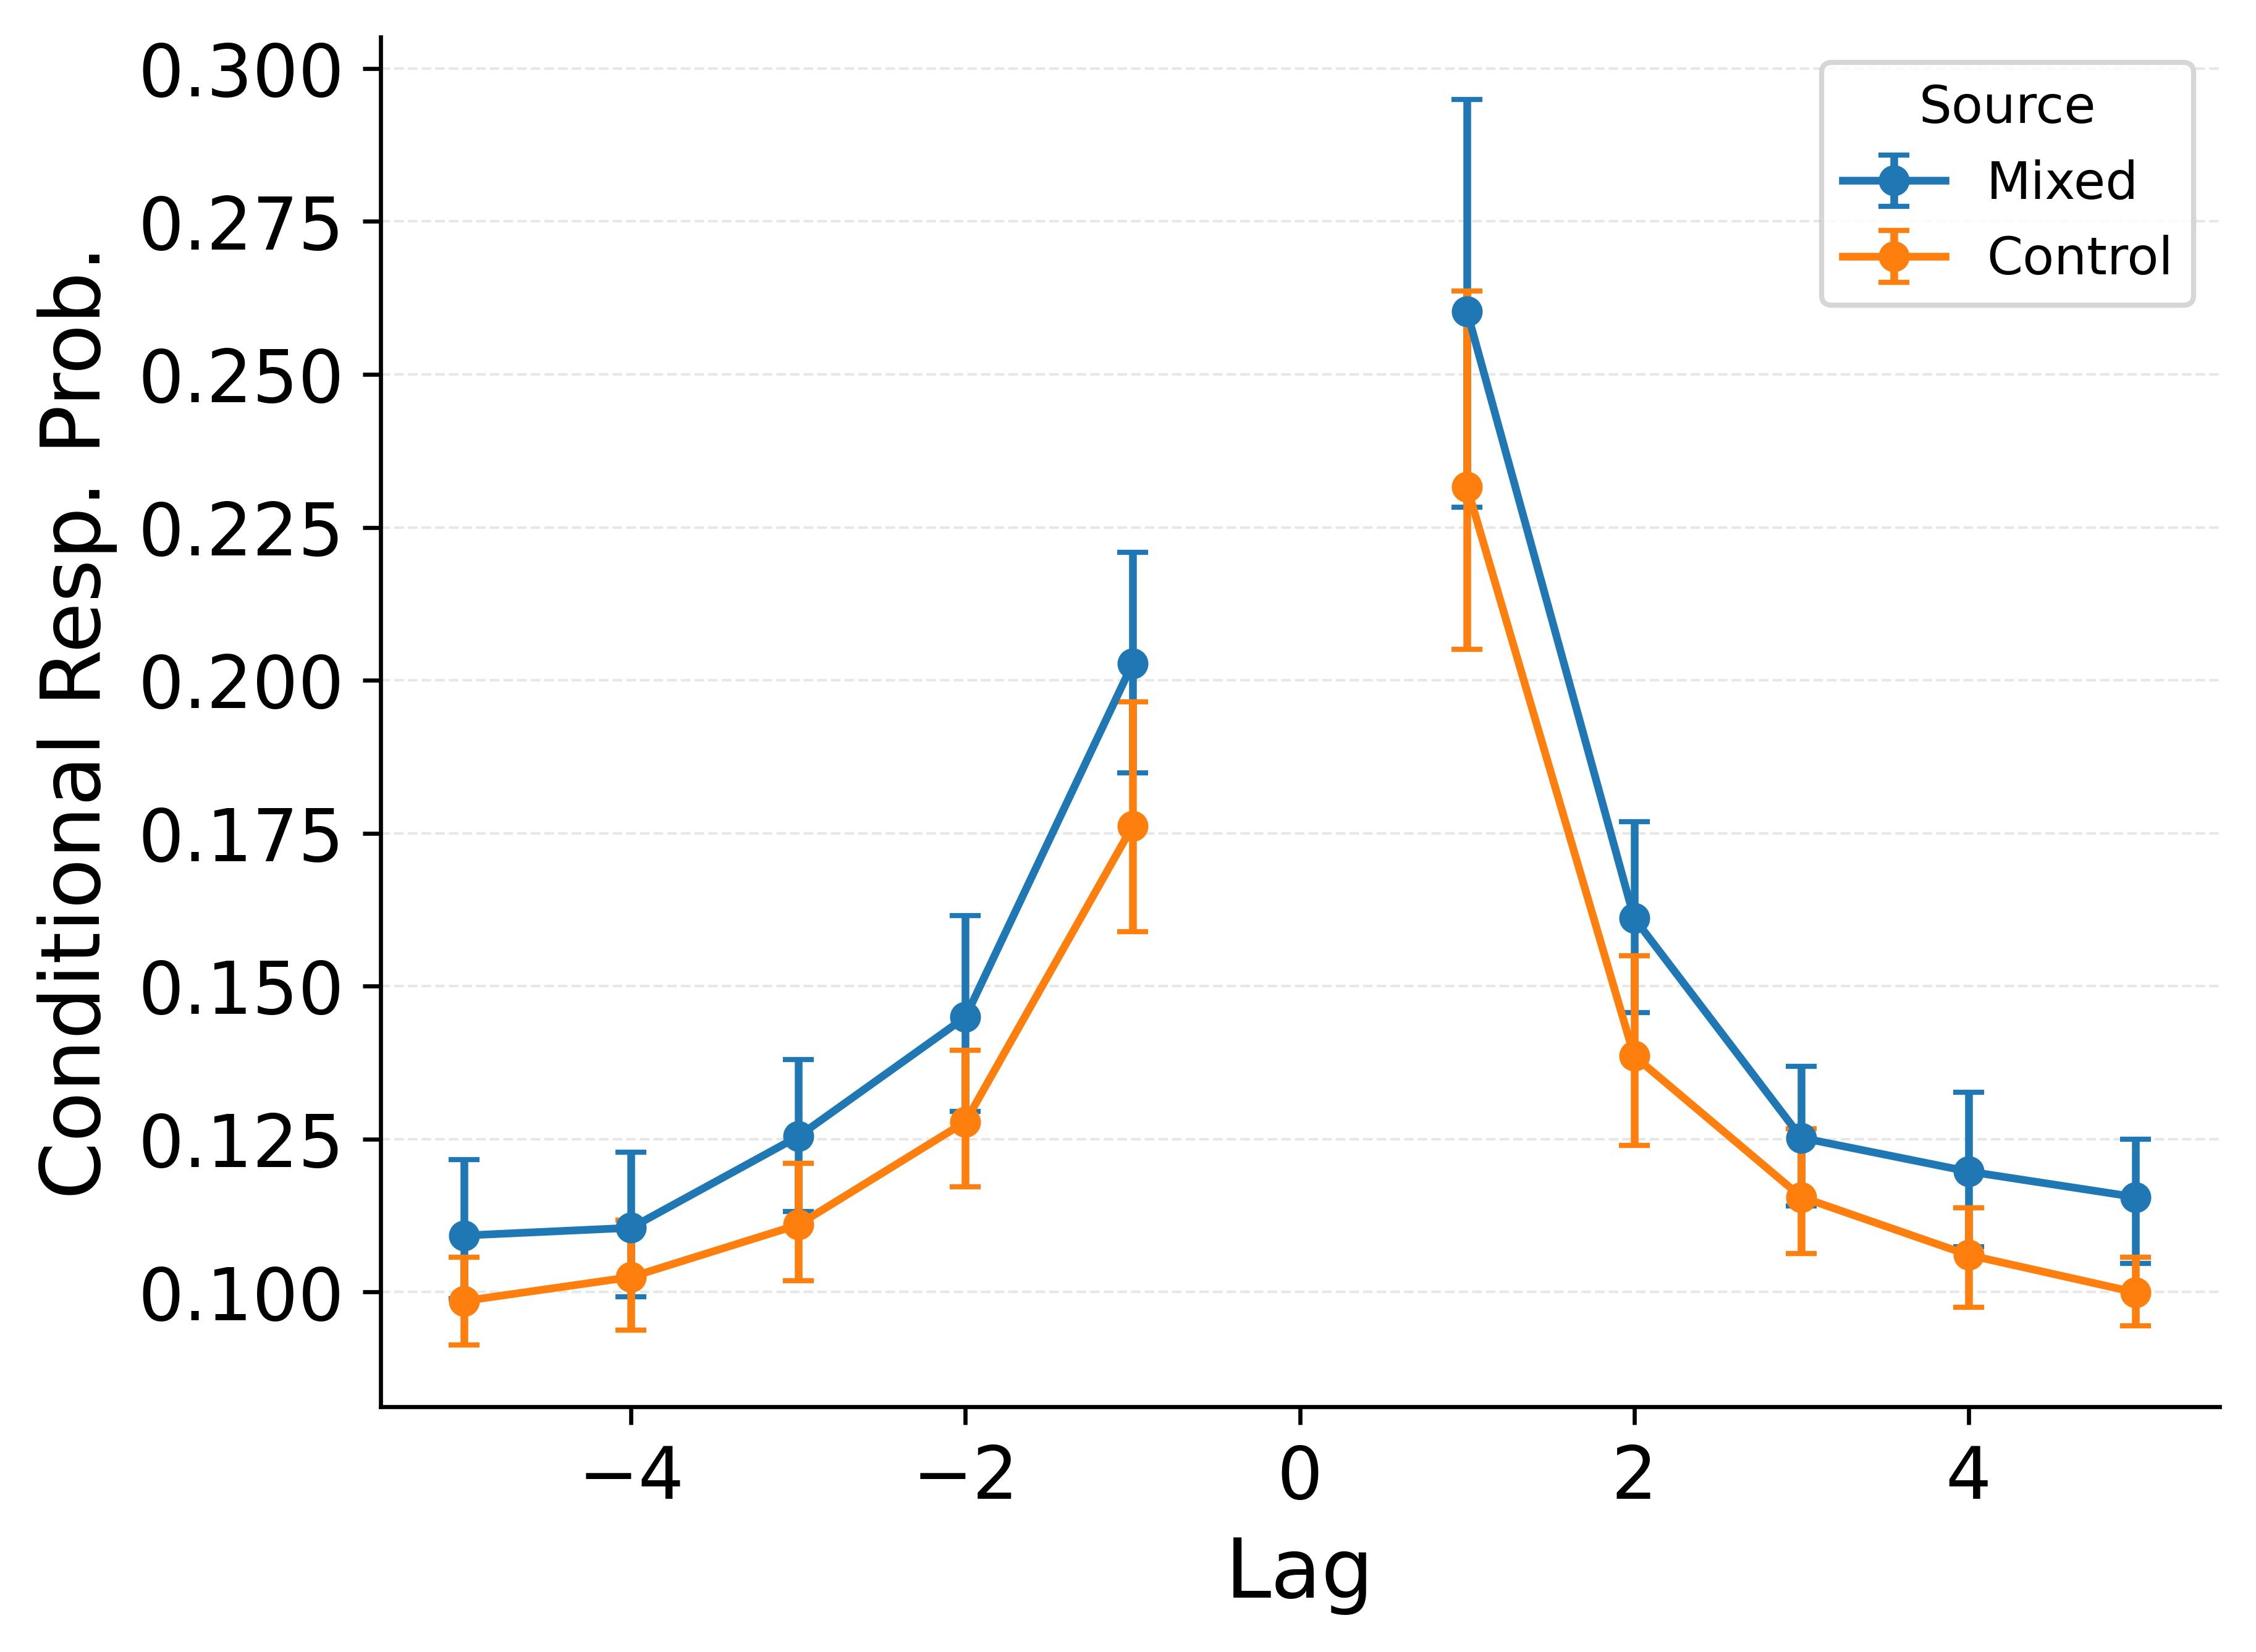 Conditional Resp. Prob.
0.300
0.275
0.250
0.225
0.200
0.175
0.150
0.125
0.100
Source
Mixed
Control
−4 −2 0 2 4
Lag